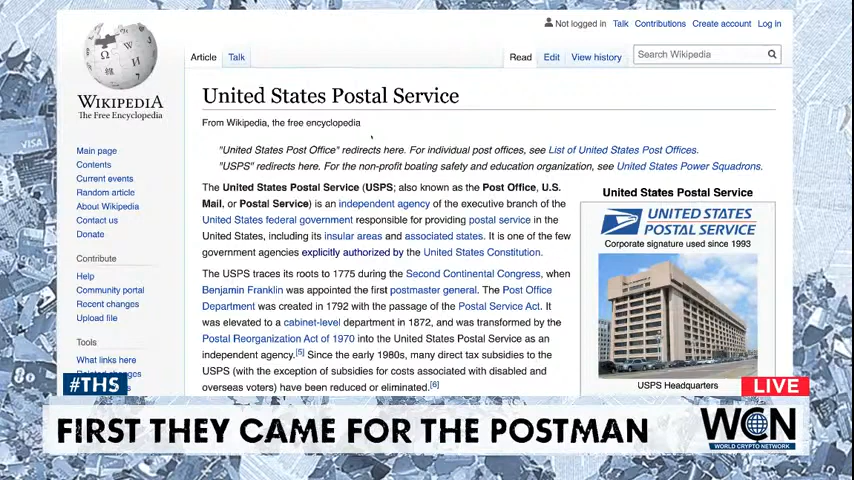 Not logged in Talk Contributions Create account Log in
Article Talk Read Edit View history Search Wikipedia
WIKIPEDIA
The Free Encyclopedia
United States Postal Service
From Wikipedia, the free encyclopedia
"United States Post Office" redirects here. For individual post offices, see List of United States Post Offices.
"USPS" redirects here. For the non-profit boating safety and education organization, see United States Power Squadrons.
Main page
Contents
Current events
Random article
About Wikipedia
Contact us
Donate
Contribute
Help
Community portal
Recent changes
Upload file
Tools
What links here
Related changes
The United States Postal Service (USPS; also known as the Post Office, U.S.
Mail, or Postal Service) is an independent agency of the executive branch of the
United States federal government responsible for providing postal service in the
United States, including its insular areas and associated states. It is one of the few
government agencies explicitly authorized by the United States Constitution.
The USPS traces its roots to 1775 during the Second Continental Congress, when
Benjamin Franklin was appointed the first postmaster general. The Post Office
Department was created in 1792 with the passage of the Postal Service Act. It
was elevated to a cabinet-level department in 1872, and was transformed by the
Postal Reorganization Act of 1970 into the United States Postal Service as an
independent agency.[5] Since the early 1980s, many direct tax subsidies to the
USPS (with the exception of subsidies for costs associated with disabled and
overseas voters) have been reduced or eliminated.[6]
United States Postal Service
UNITED STATES
POSTAL SERVICE
Corporate signature used since 1993
USPS Headquarters
#THS
LIVE
FIRST THEY CAME FOR THE POSTMAN
WCN
WORLD CRYPTO NETWORK